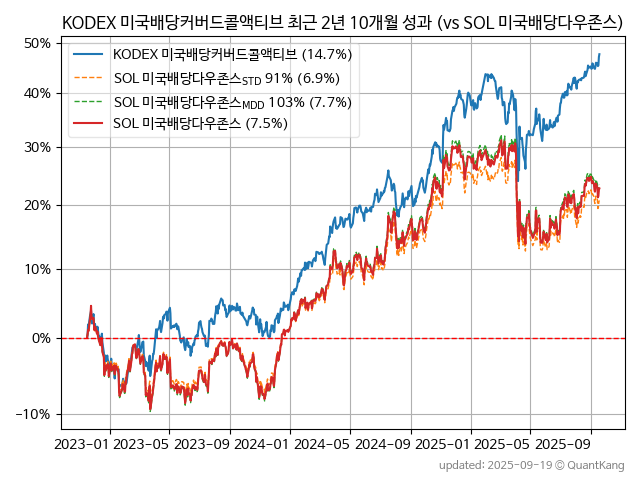 KODEX 미국배당커버드콜액티브 최근 2년 10개월 성과 (vs SOL 미국배당다우존스)
50%
40%
30%
20%
10%
0%
−10%
KODEX 미국배당커버드콜액티브 (14.7%)
SOL 미국배당다우존스STD 91% (6.9%)
SOL 미국배당다우존스MDD 103% (7.7%)
SOL 미국배당다우존스 (7.5%)
2023-01 2023-05 2023-09 2024-01 2024-05 2024-09 2025-01 2025-05 2025-09
updated: 2025-09-19 © QuantKang